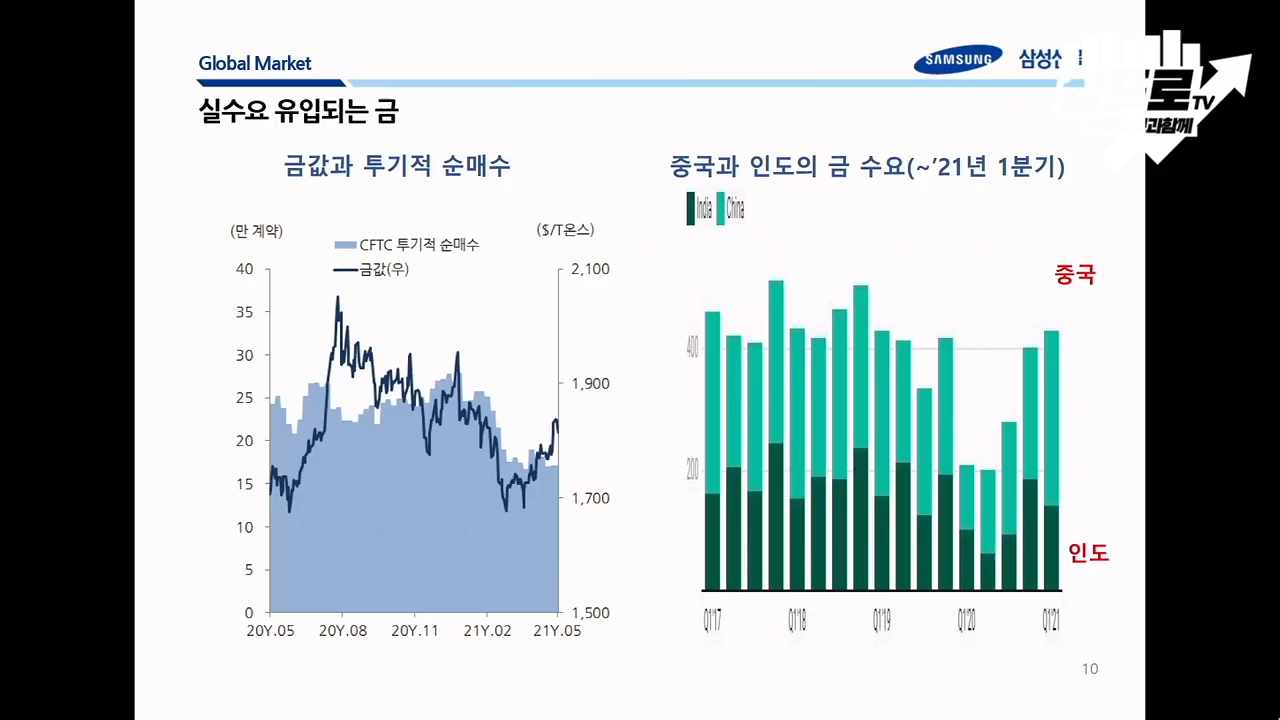 Global Market
SAMSUNG
실수요 유입되는 금
TV
과함께
금값과 투기적 순매수
(만 계약)
($/T온스)
CFTC 투기적 순매수
금값(우)
40
35
30
25
20
15
10
5
0
2,100
1,900
1,700
1,500
20Y.05 20Y.08 20Y.11 21Y.02 21Y.05
중국과 인도의 금 수요(~'21년 1분기)
India China
중국
400
200
인도
Q1'17 Q1'18 Q1'19 Q1'20 Q1'21
10